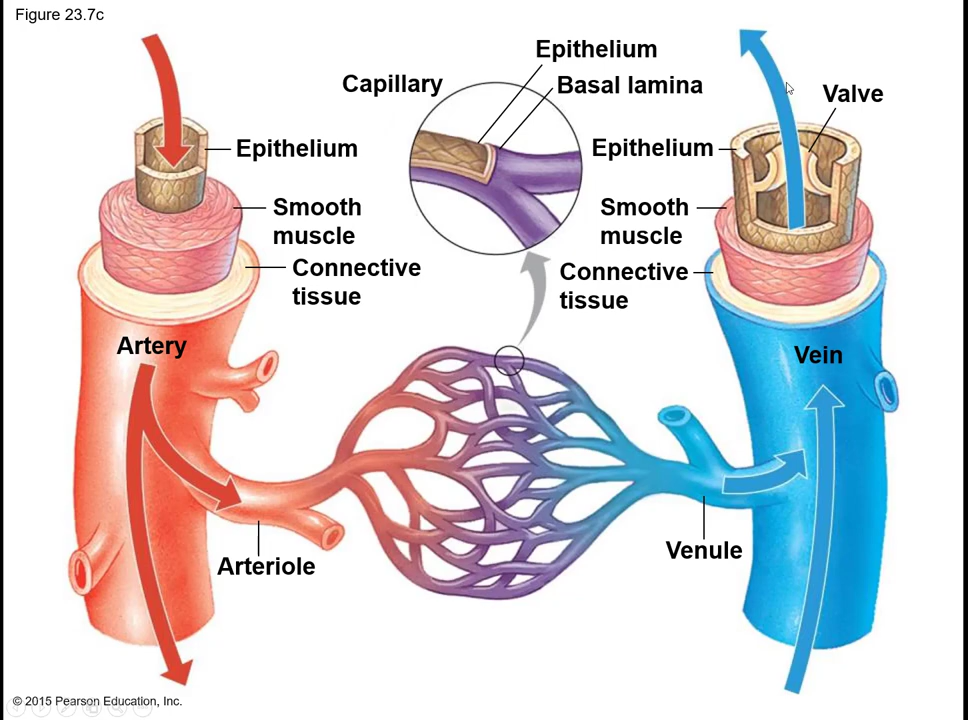 Figure 23.7c
Capillary
Epithelium
Basal lamina
Valve
Epithelium
Smooth
muscle
Connective
tissue
Epithelium
Smooth
muscle
Connective
tissue
Artery
Vein
Arteriole
Venule
© 2015 Pearson Education, Inc.